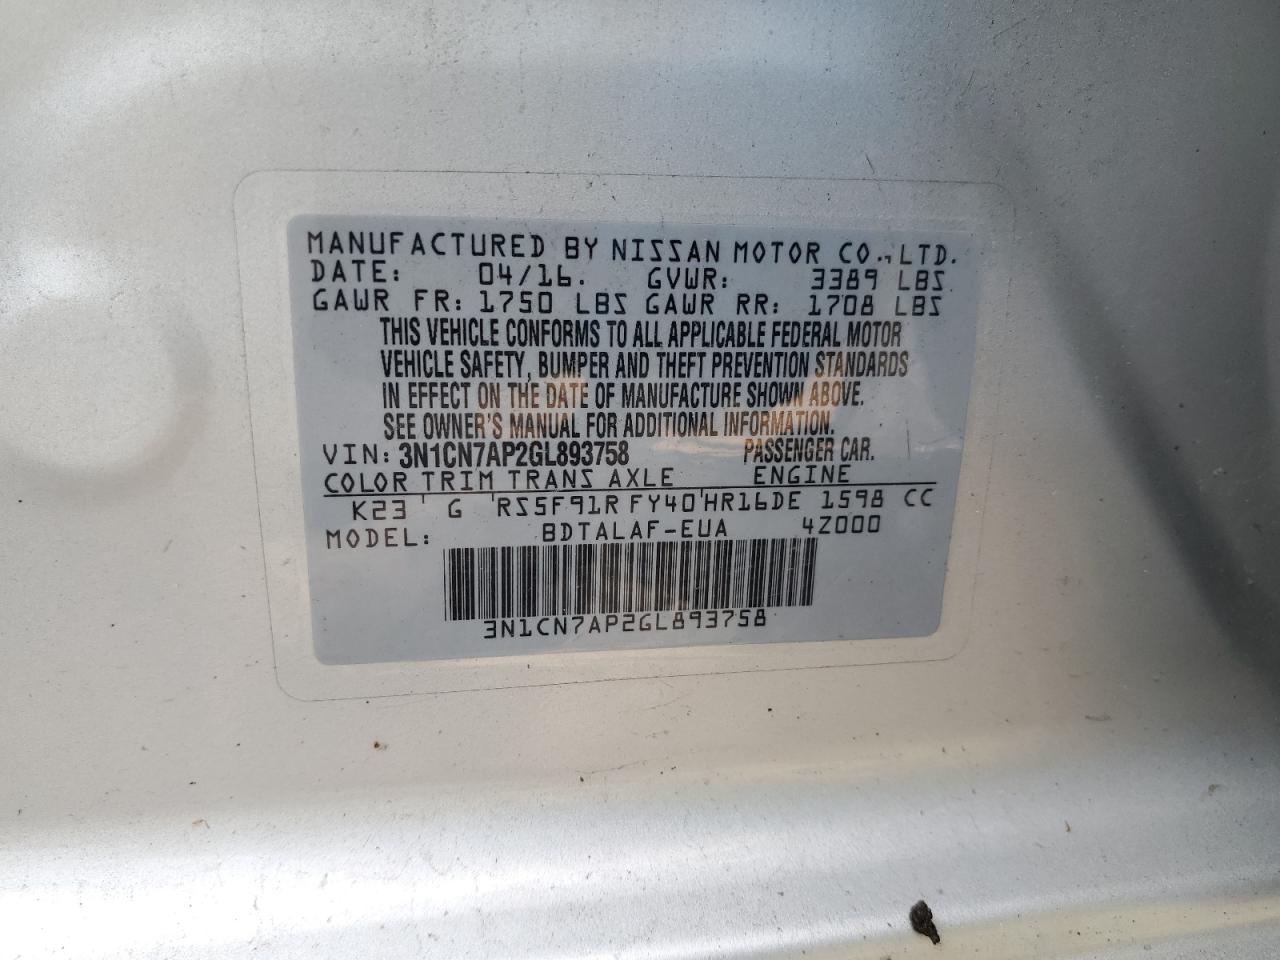 MANUFACTURED BY NISSAN MOTOR CO., LTD.
DATE: 04/16. GVWR: 3389 LBS
GAWR FR: 1750 LBS GAWR RR: 1708 LBS
THIS VEHICLE CONFORMS TO ALL APPLICABLE FEDERAL MOTOR
VEHICLE SAFETY, BUMPER AND THEFT PREVENTION STANDARDS
IN EFFECT ON THE DATE OF MANUFACTURE SHOWN ABOVE.
SEE OWNER'S MANUAL FOR ADDITIONAL INFORMATION.
VIN: 3N1CN7AP2GL893758 PASSENGER CAR.
COLOR TRIM TRANS AXLE ENGINE
K23 ' G 'RS5F91R FY40'HR16DE 1598 CC
MODEL: BDTALAF-EUA 4Z000
3N1CN7AP2GL893758